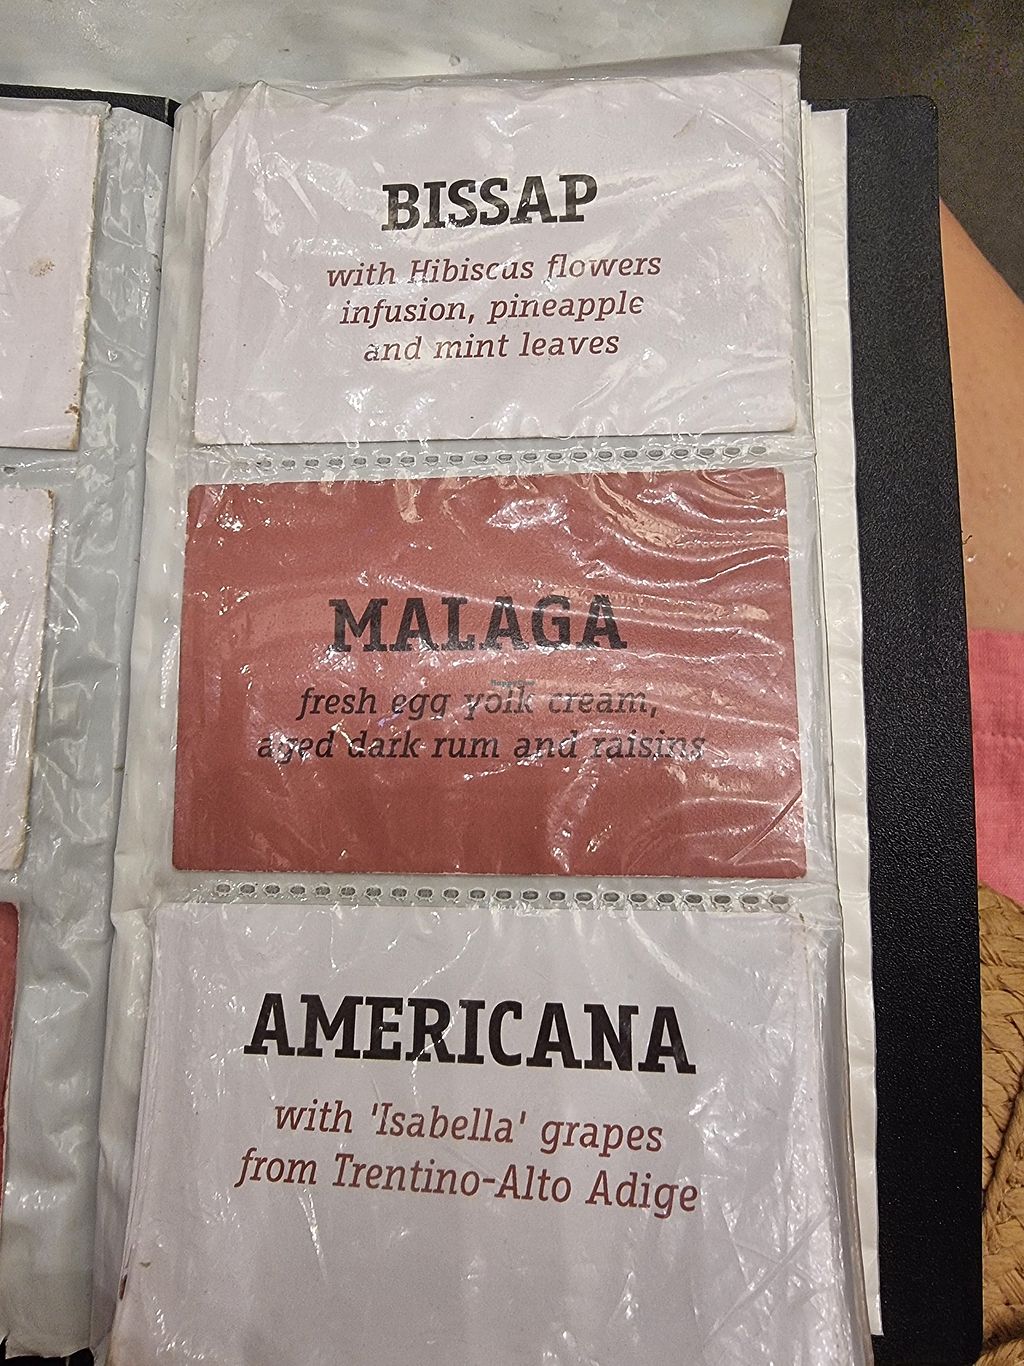 BISSAP
with Hibiscus flowers
infusion, pineapple
and mint leaves
MALAGA
HappyCow
fresh egg yolk cream,
aged dark rum and raisins
AMERICANA
with 'Isabella' grapes
from Trentino-Alto Adige